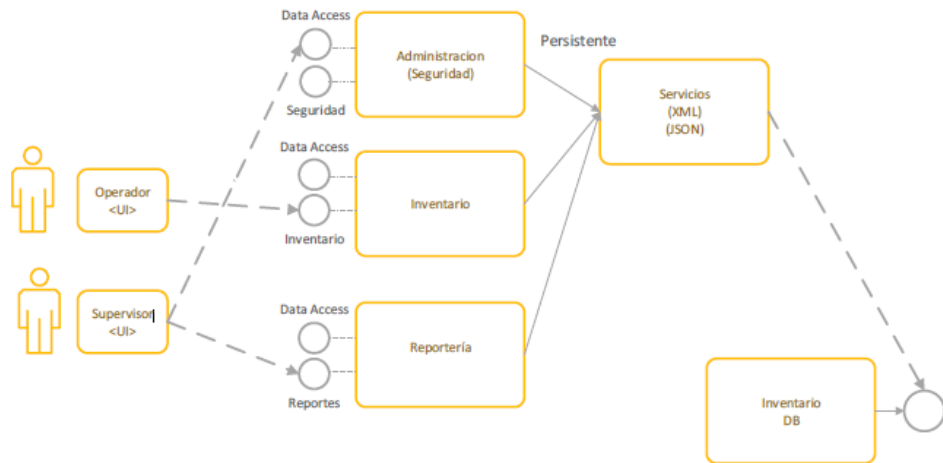 Data Access
Administracion
(Seguridad)
Seguridad
Persistente
Servicios
(XML)
(JSON)
Data Access
Inventario
Inventario
Operador
<UI>
Supervisor
<UI>
Data Access
Reportería
Reportes
Inventario
DB